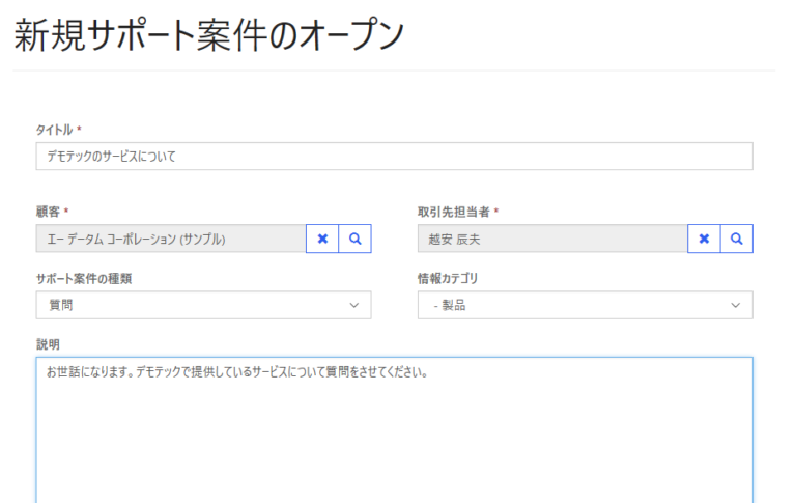 新規サポート案件のオープン
タイトル *
デモテックのサービスについて
顧客 *
取引先担当者 *
エー データム コーポレーション (サンプル)
越安 辰夫
サポート案件の種類
情報カテゴリ
質問
- 製品
説明
お世話になります。デモテックで提供しているサービスについて質問をさせてください。